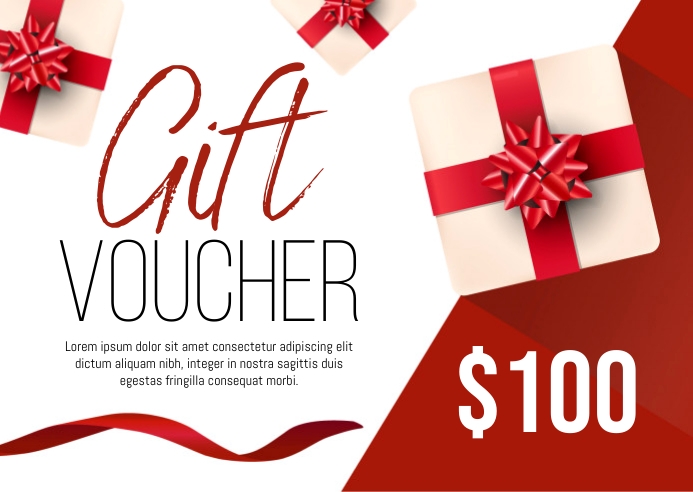 Gift
VOUCHER
Lorem ipsum dolor sit amet consectetur adipiscing elit
dictum aliquam nibh, integer in nostra sagittis duis
egestas fringilla consequat morbi.
$100